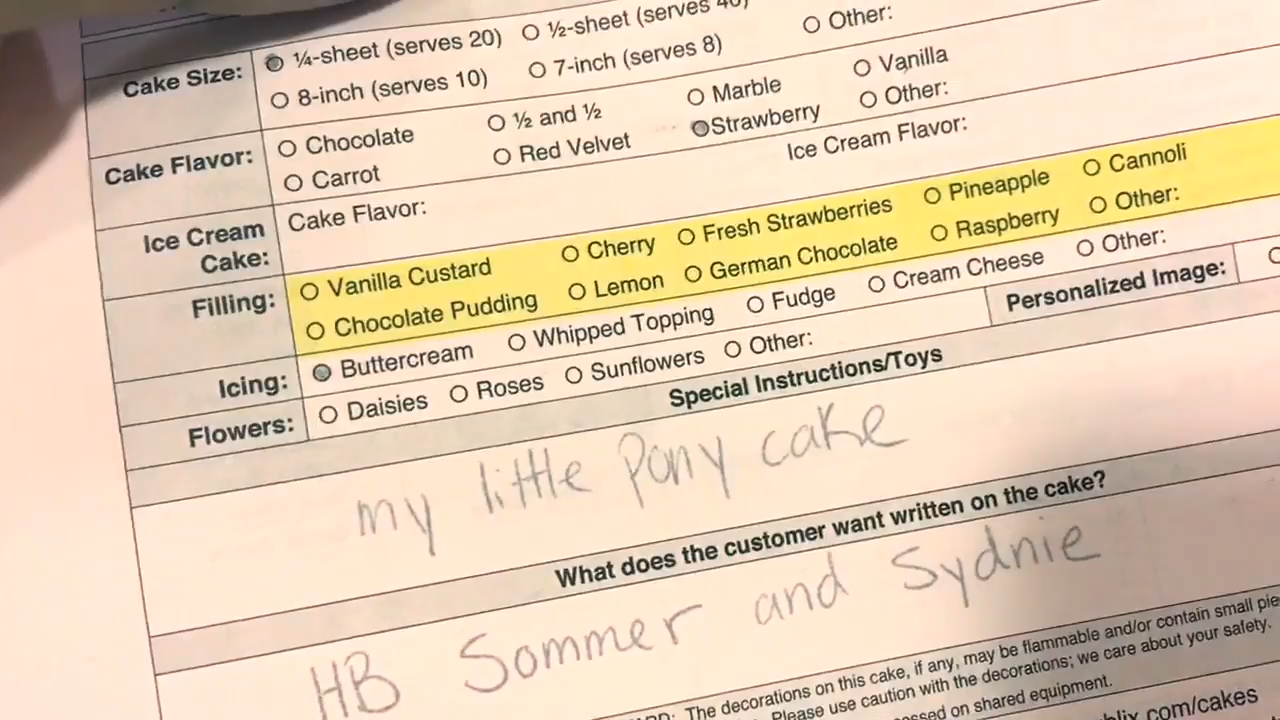 Cake Size: ¼-sheet (serves 20) ½-sheet (serves 40) Other:
8-inch (serves 10) 7-inch (serves 8)
Cake Flavor: Chocolate ½ and ½ Marble Vanilla
Carrot Red Velvet Strawberry Other:
Ice Cream Cake: Cake Flavor: Ice Cream Flavor:
Filling: Vanilla Custard Cherry Fresh Strawberries Pineapple Cannoli
Chocolate Pudding Lemon German Chocolate Raspberry Other:
Icing: Buttercream Whipped Topping Fudge Cream Cheese Other:
Flowers: Daisies Roses Sunflowers Other: Personalized Image:
Special Instructions/Toys
my little Pony cake
What does the customer want written on the cake?
HB Sommer and Sydnie
The decorations on this cake, if any, may be flammable and/or contain small
Please use caution with the decorations; we care about your safety.
on shared equipment.
.com/cakes